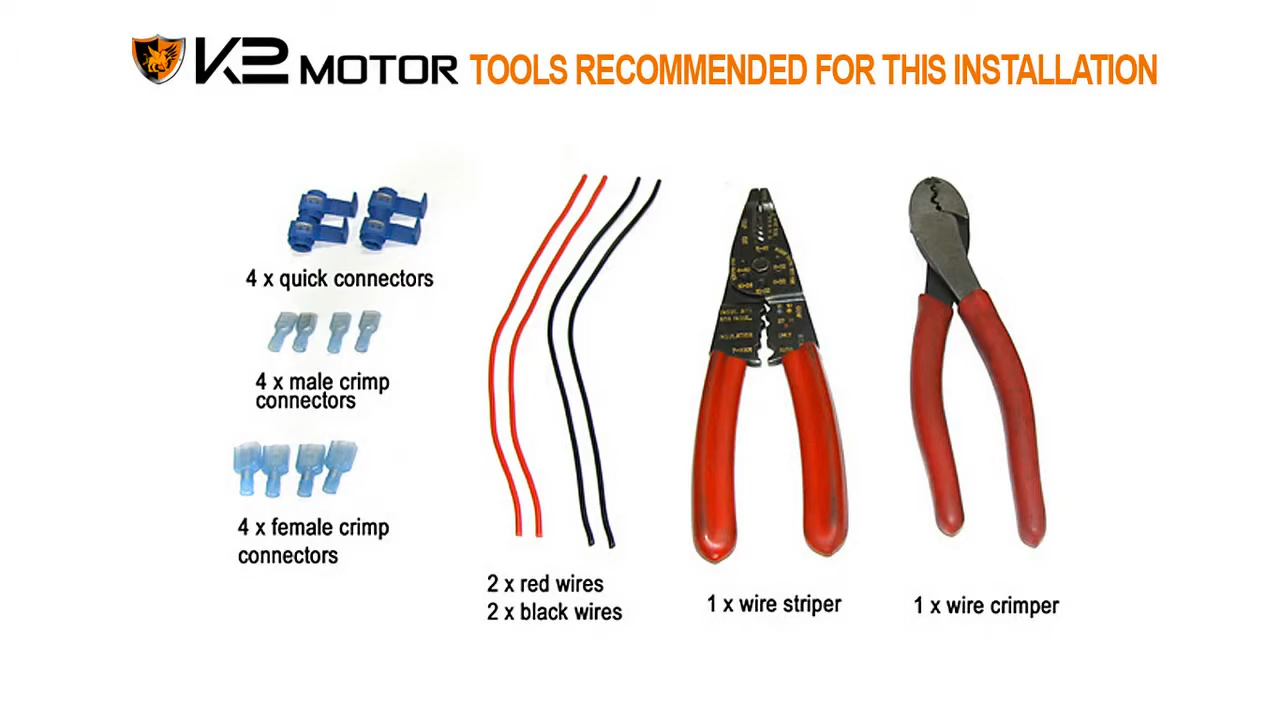 K2 MOTOR TOOLS RECOMMENDED FOR THIS INSTALLATION
4 x quick connectors
4 x male crimp
connectors
4 x female crimp
connectors
2 x red wires
2 x black wires
1 x wire striper
1 x wire crimper